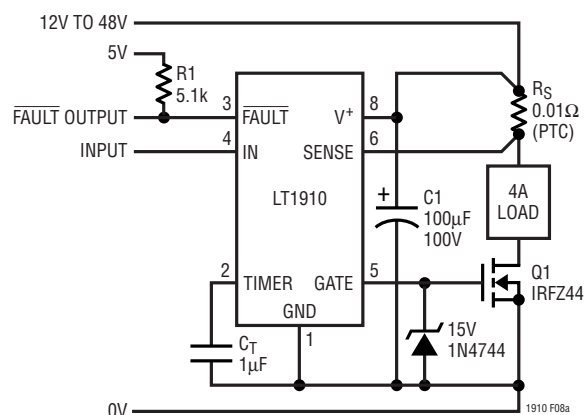 12V TO 48V
5V
R1
5.1k
FAULT OUTPUT
INPUT
3
4
FAULT
IN
V+
SENSE
8
6
LT1910
RS
0.01Ω
(PTC)
4A
LOAD
+
C1
100µF
100V
2
TIMER
GATE
5
GND
1
Q1
IRFZ44
CT
1µF
15V
1N4744
0V
1910 F08a